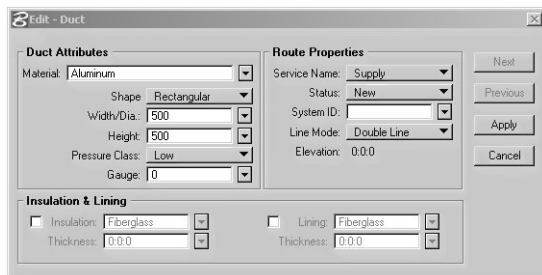 Edit - Duct
Duct Attributes
Material: Aluminum
Shape Rectangular
Width/Dia.: 500
Height: 500
Pressure Class: Low
Gauge: 0
Route Properties
Service Name: Supply
Status: New
System ID:
Line Mode: Double Line
Elevation: 0:0:0
Next
Previous
Apply
Cancel
Insulation & Lining
Insulation: Fiberglass
Thickness: 0:0:0
Lining: Fiberglass
Thickness: 0:0:0